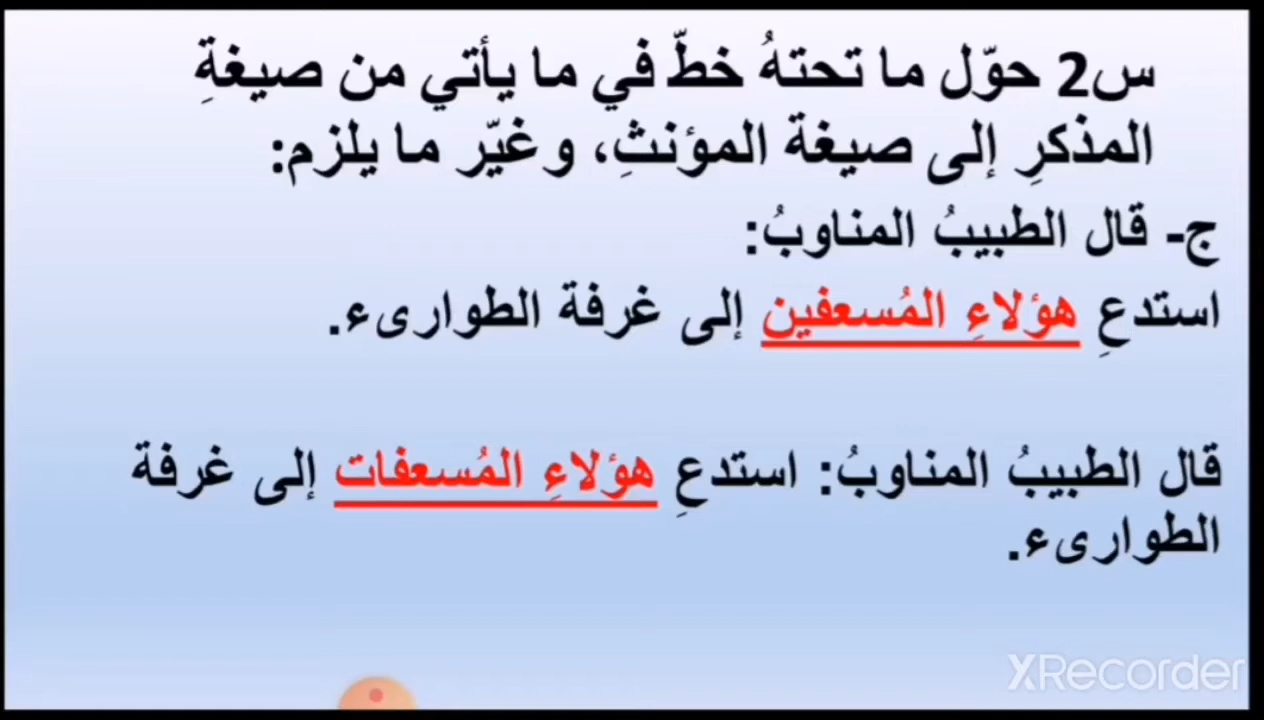 س2 حوّل ما تحتهُ خطّ في ما يأتي من صيغةِ
المذكرِ إلى صيغة المؤنثِ، وغيّر ما يلزم:
ج- قال الطبيبُ المناوبُ:
استدعِ هؤلاءِ المُسعفين إلى غرفة الطوارىء.
قال الطبيبُ المناوبُ: استدعِ هؤلاءِ المُسعفات إلى غرفة
الطوارىء.
XRecorder